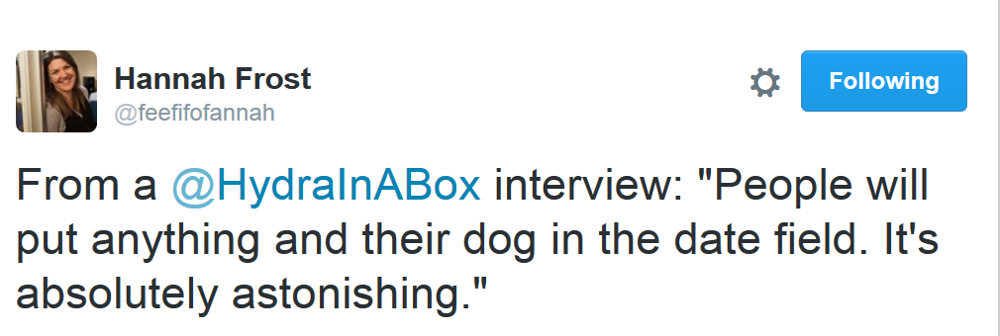 Hannah Frost
Following
@feefifofannah
From a @HydraInABox interview: "People will
put anything and their dog in the date field. It's
absolutely astonishing."